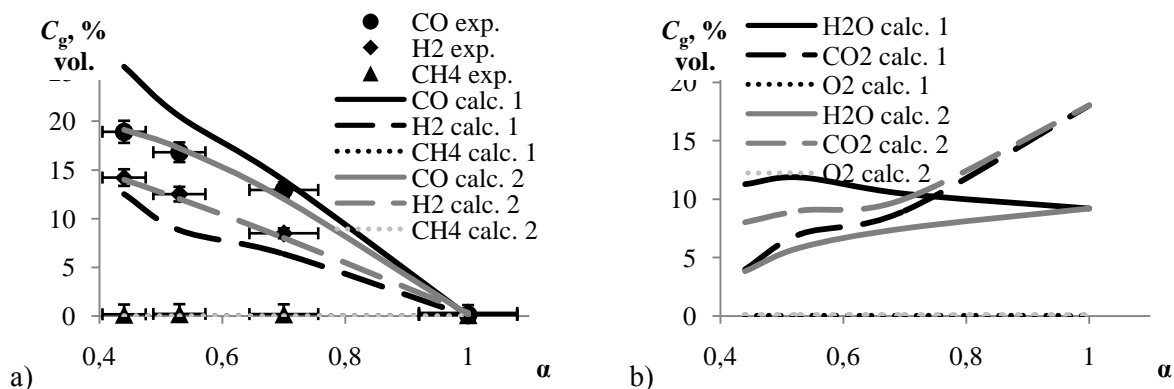 C_g, %
vol.
25
20
15
10
5
0
0,4
0,6
0,8
1
α
CO exp.
H2 exp.
CH4 exp.
CO calc. 1
H2 calc. 1
CH4 calc. 1
CO calc. 2
H2 calc. 2
CH4 calc. 2
a)
C_g, %
vol.
20
15
10
5
0
0,4
0,6
0,8
1
α
H2O calc. 1
CO2 calc. 1
O2 calc. 1
H2O calc. 2
CO2 calc. 2
O2 calc. 2
b)